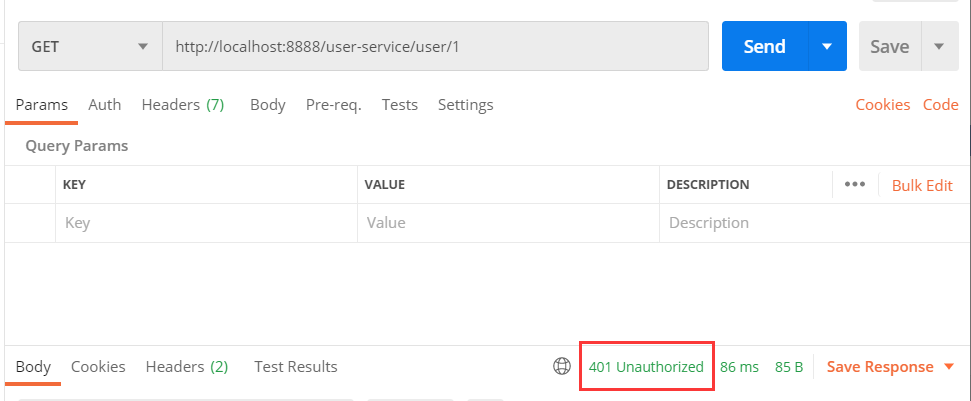 GET http://localhost:8888/user-service/user/1 Send Save
Params Auth Headers (7) Body Pre-req. Tests Settings Cookies Code
Query Params
KEY VALUE DESCRIPTION ••• Bulk Edit
Key Value Description
Body Cookies Headers (2) Test Results 401 Unauthorized 86 ms 85 B Save Response